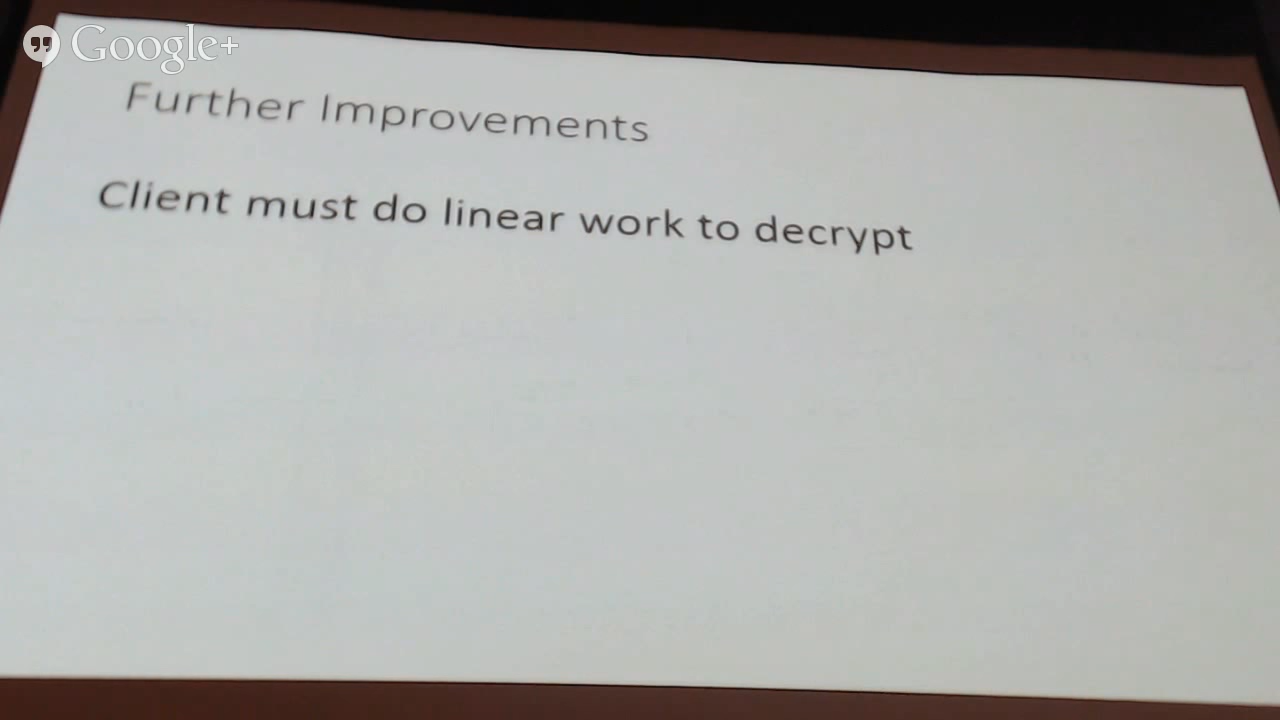 Google+
Further Improvements
Client must do linear work to decrypt